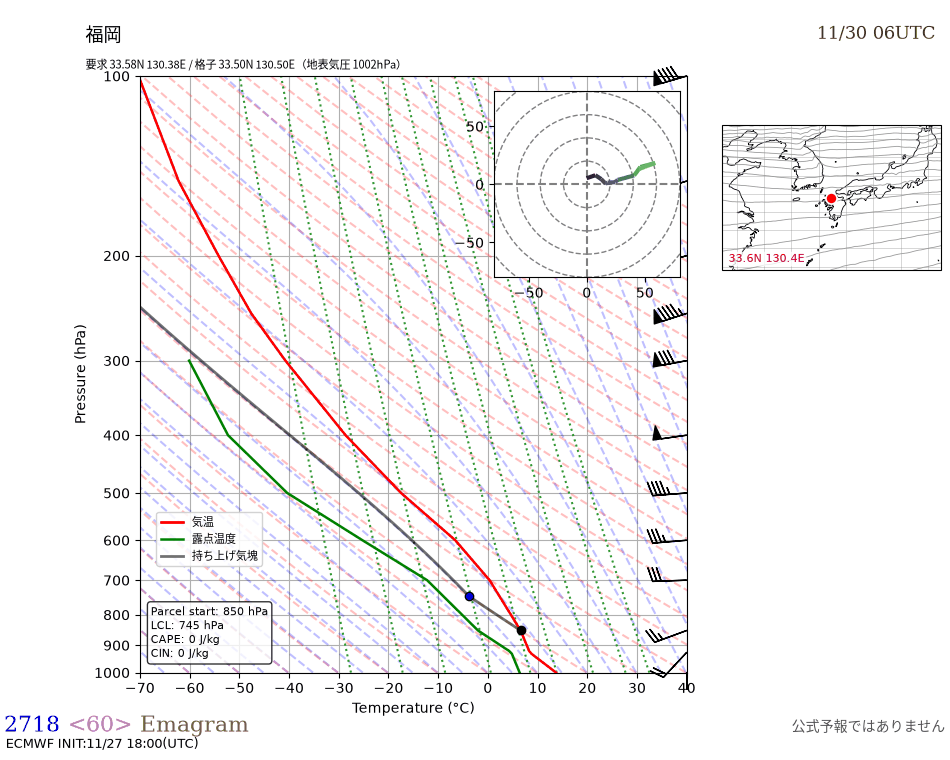 福岡
11/30 06UTC
要求 33.58N 130.38E / 格子 33.50N 130.50E（地表気圧 1002hPa）
100
200
300
400
500
600
700
800
900
1000
Pressure (hPa)
50
0
−50
−50 0 50
33.6N 130.4E
気温
露点温度
持ち上げ気塊
Parcel start: 850 hPa
LCL: 745 hPa
CAPE: 0 J/kg
CIN: 0 J/kg
−70 −60 −50 −40 −30 −20 −10 0 10 20 30 40
Temperature (°C)
2718 <60> Emagram
公式予報ではありません
ECMWF INIT:11/27 18:00(UTC)